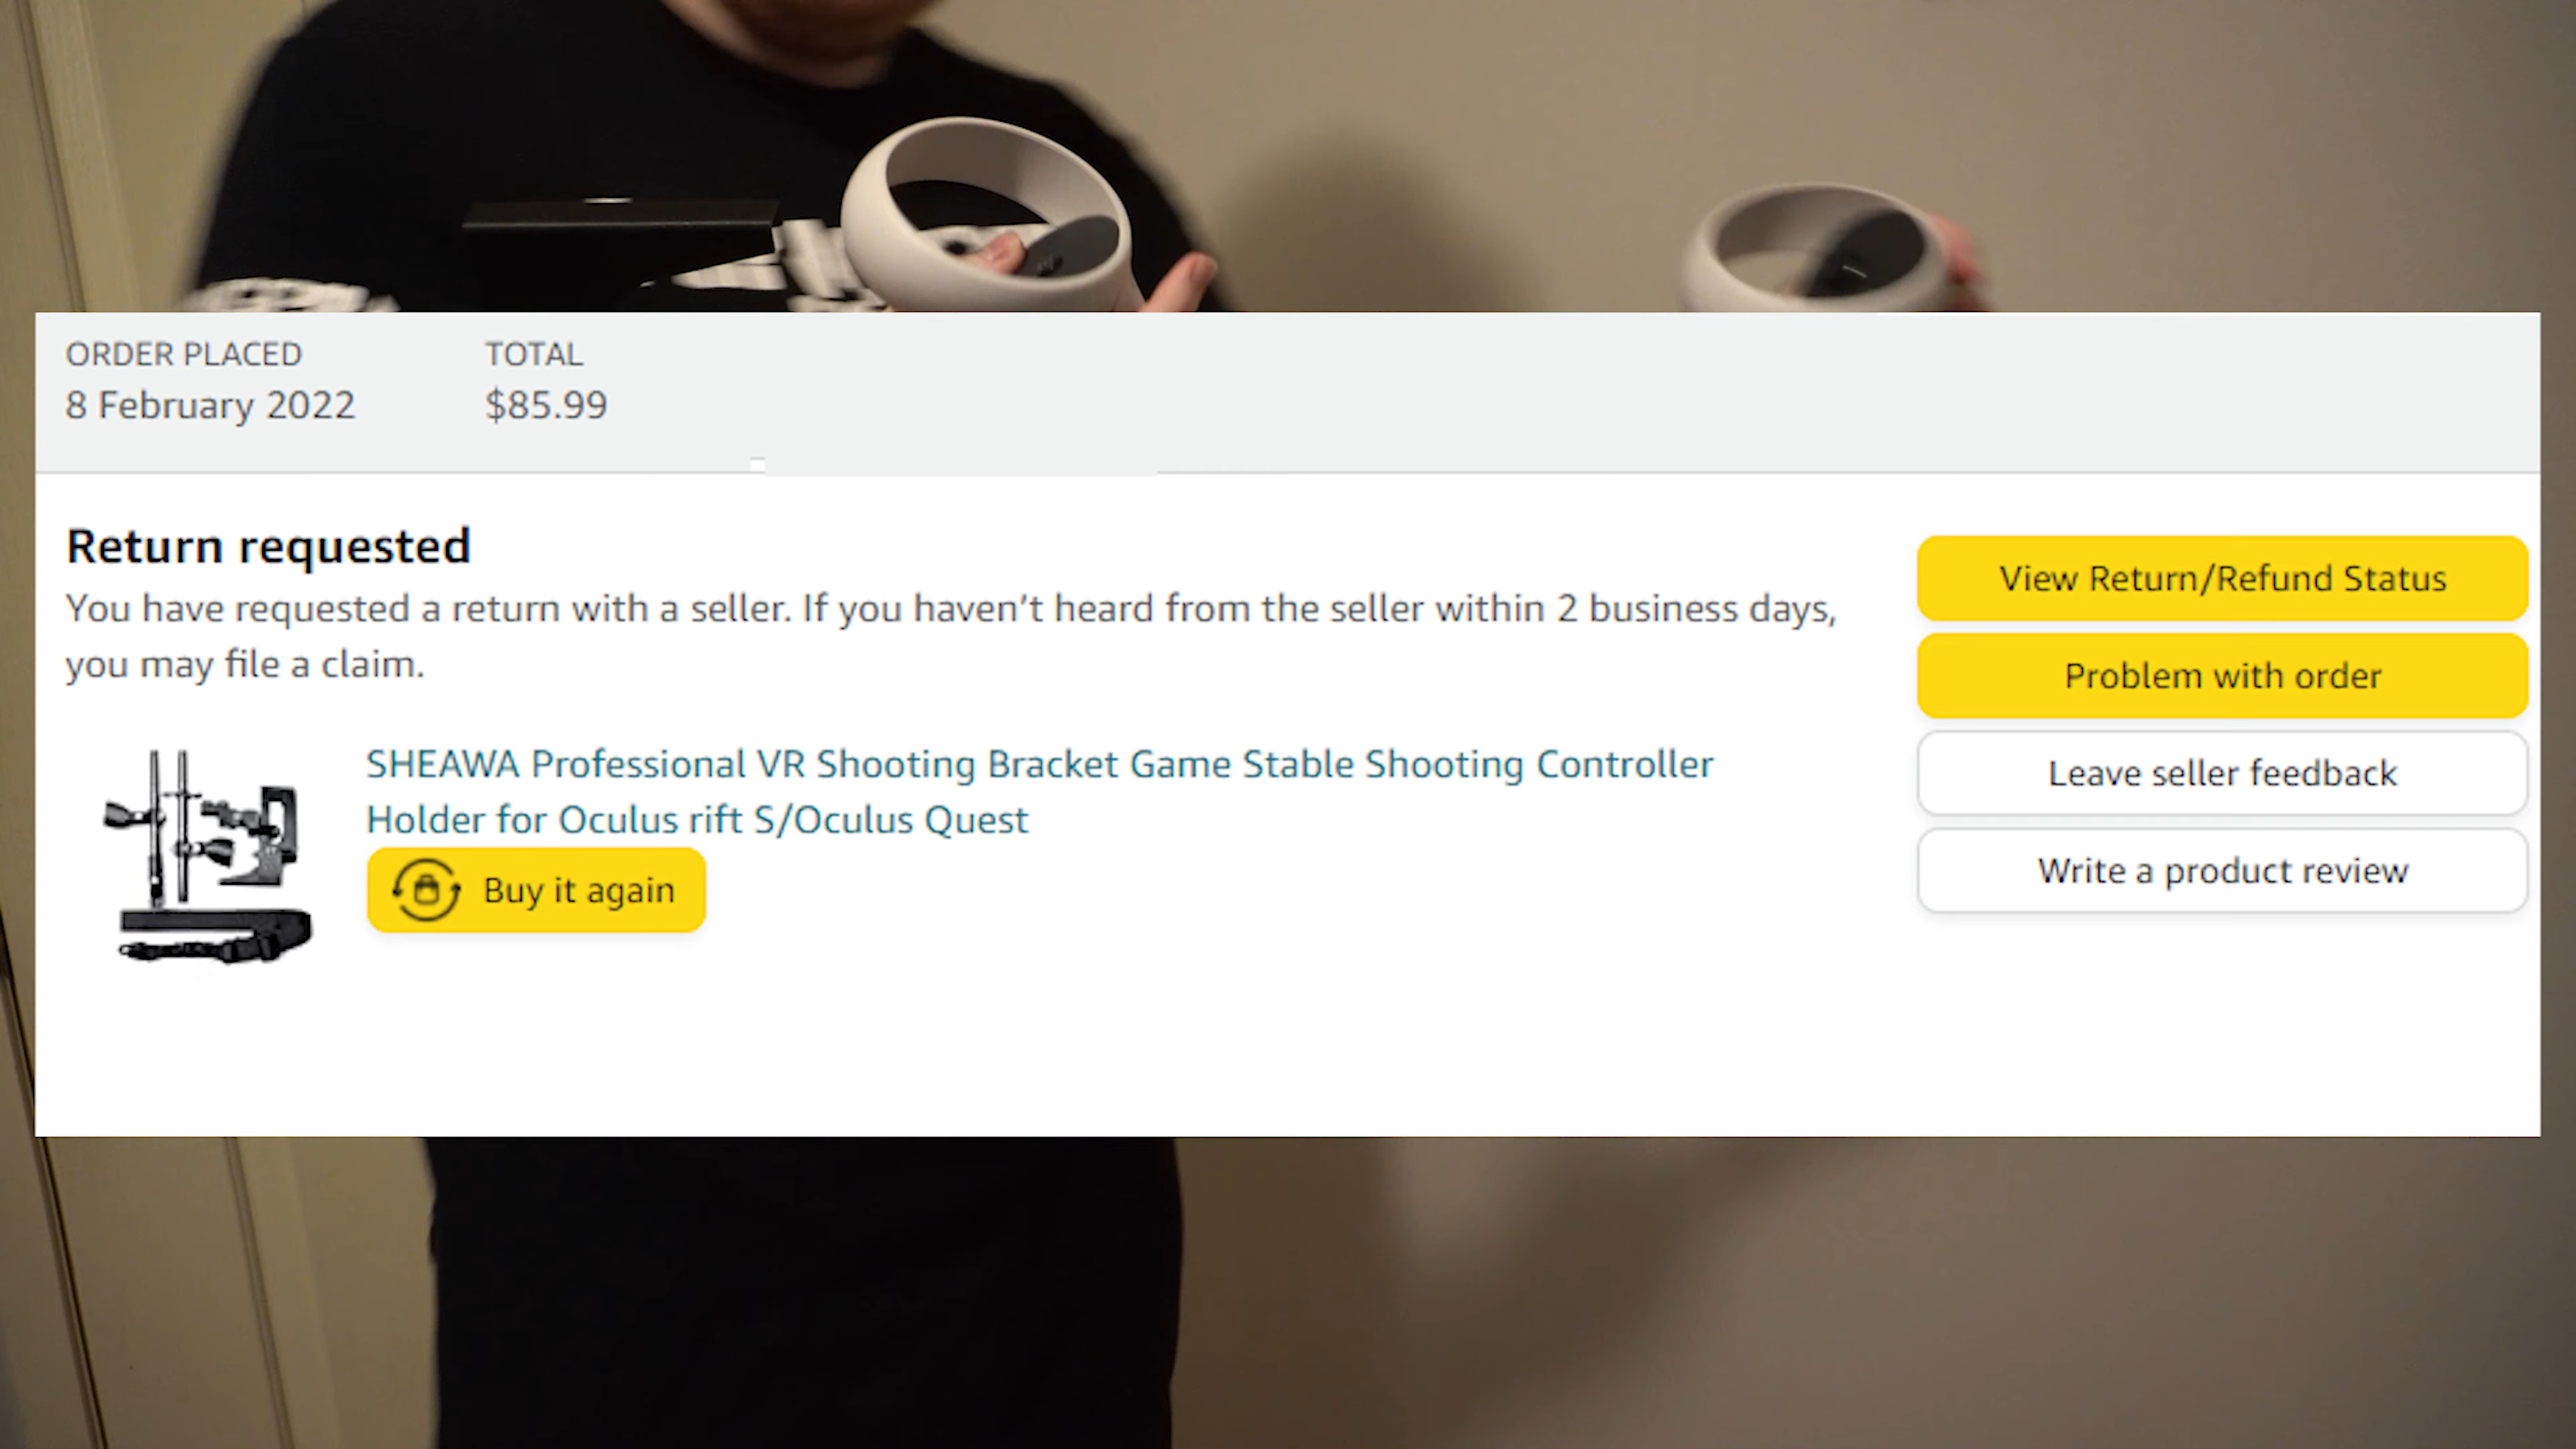 ORDER PLACED
8 February 2022
TOTAL
$85.99
Return requested
You have requested a return with a seller. If you haven't heard from the seller within 2 business days,
you may file a claim.
SHEAWA Professional VR Shooting Bracket Game Stable Shooting Controller
Holder for Oculus rift S/Oculus Quest
Buy it again
View Return/Refund Status
Problem with order
Leave seller feedback
Write a product review